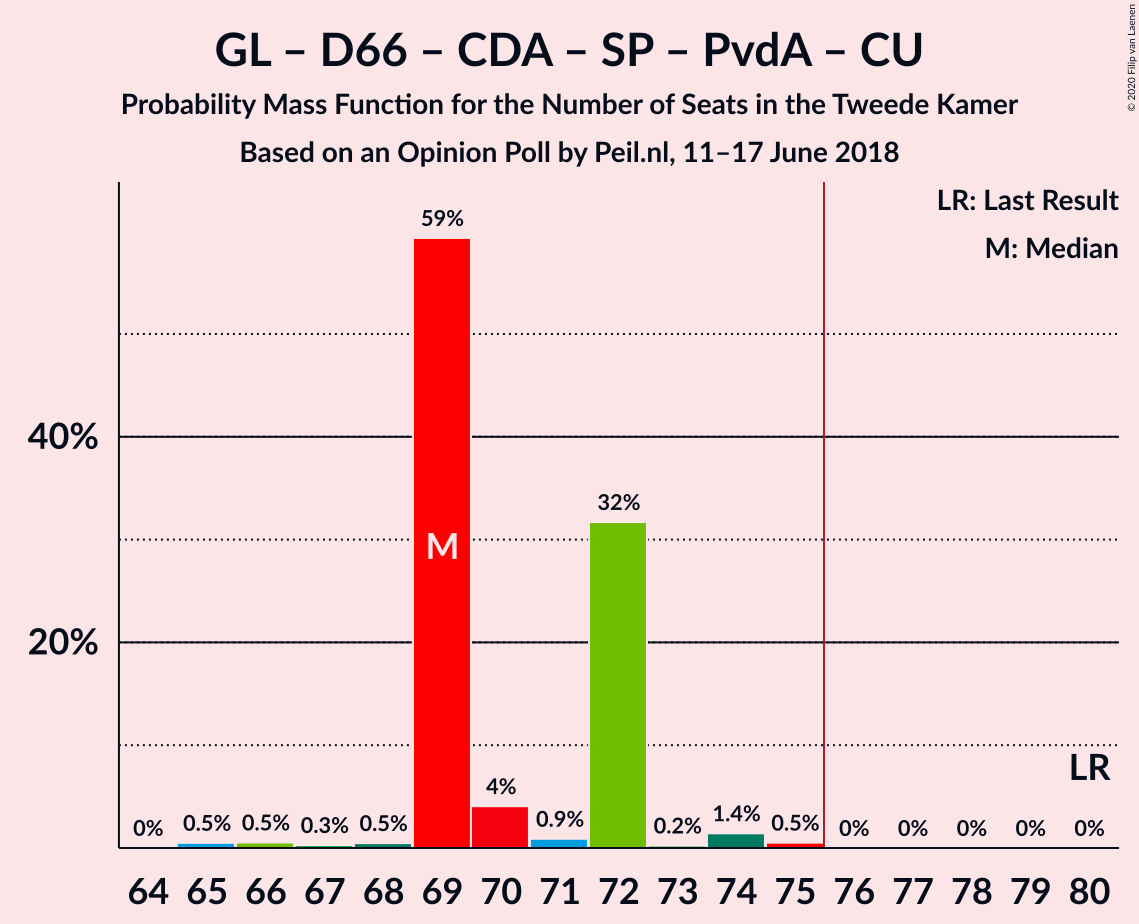 GL – D66 – CDA – SP – PvdA – CU
Probability Mass Function for the Number of Seats in the Tweede Kamer
Based on an Opinion Poll by Peil.nl, 11–17 June 2018
© 2020 Filip van Laenen
LR: Last Result
M: Median
59%
40%
32%
M
20%
LR
0% 0.5% 0.5% 0.3% 0.5% 4% 0.9% 0.2% 1.4% 0.5% 0% 0% 0% 0% 0%
64 65 66 67 68 69 70 71 72 73 74 75 76 77 78 79 80